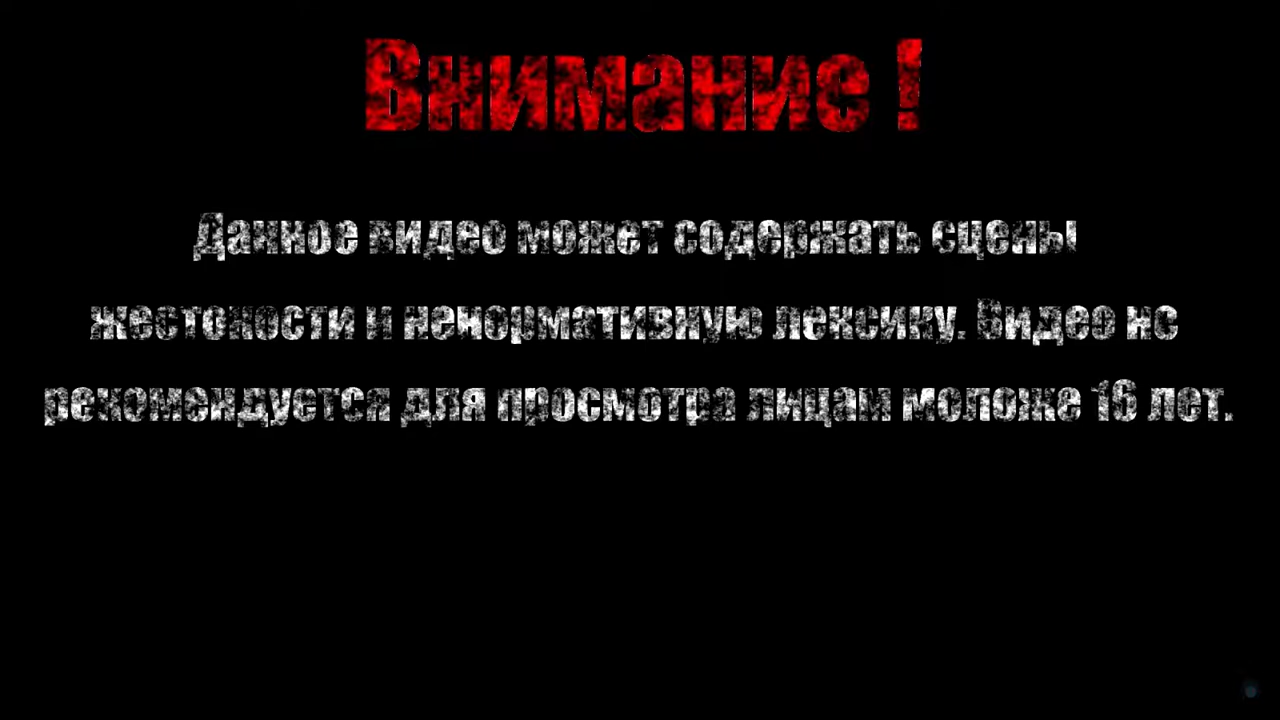 Внимание !
Данное видео может содержать сцены
жестокости и ненормативную лексику. Видео не
рекомендуется для просмотра лицам моложе 16 лет.